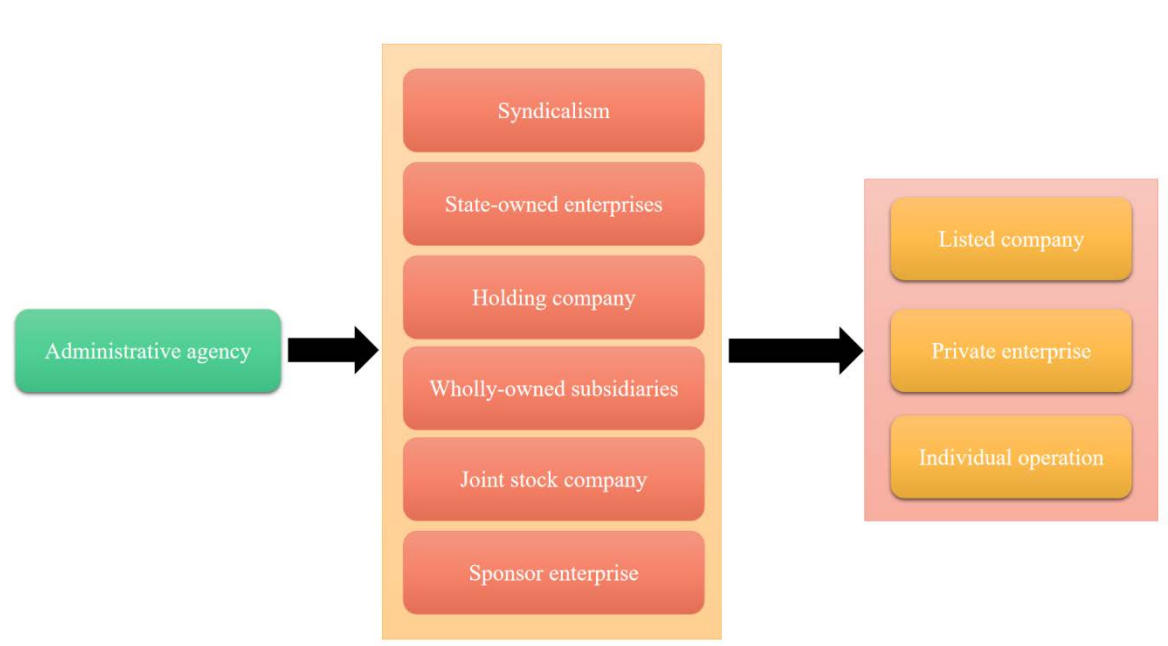 Administrative agency
Syndicalism
State-owned enterprises
Holding company
Wholly-owned subsidiaries
Joint stock company
Sponsor enterprise
Listed company
Private enterprise
Individual operation